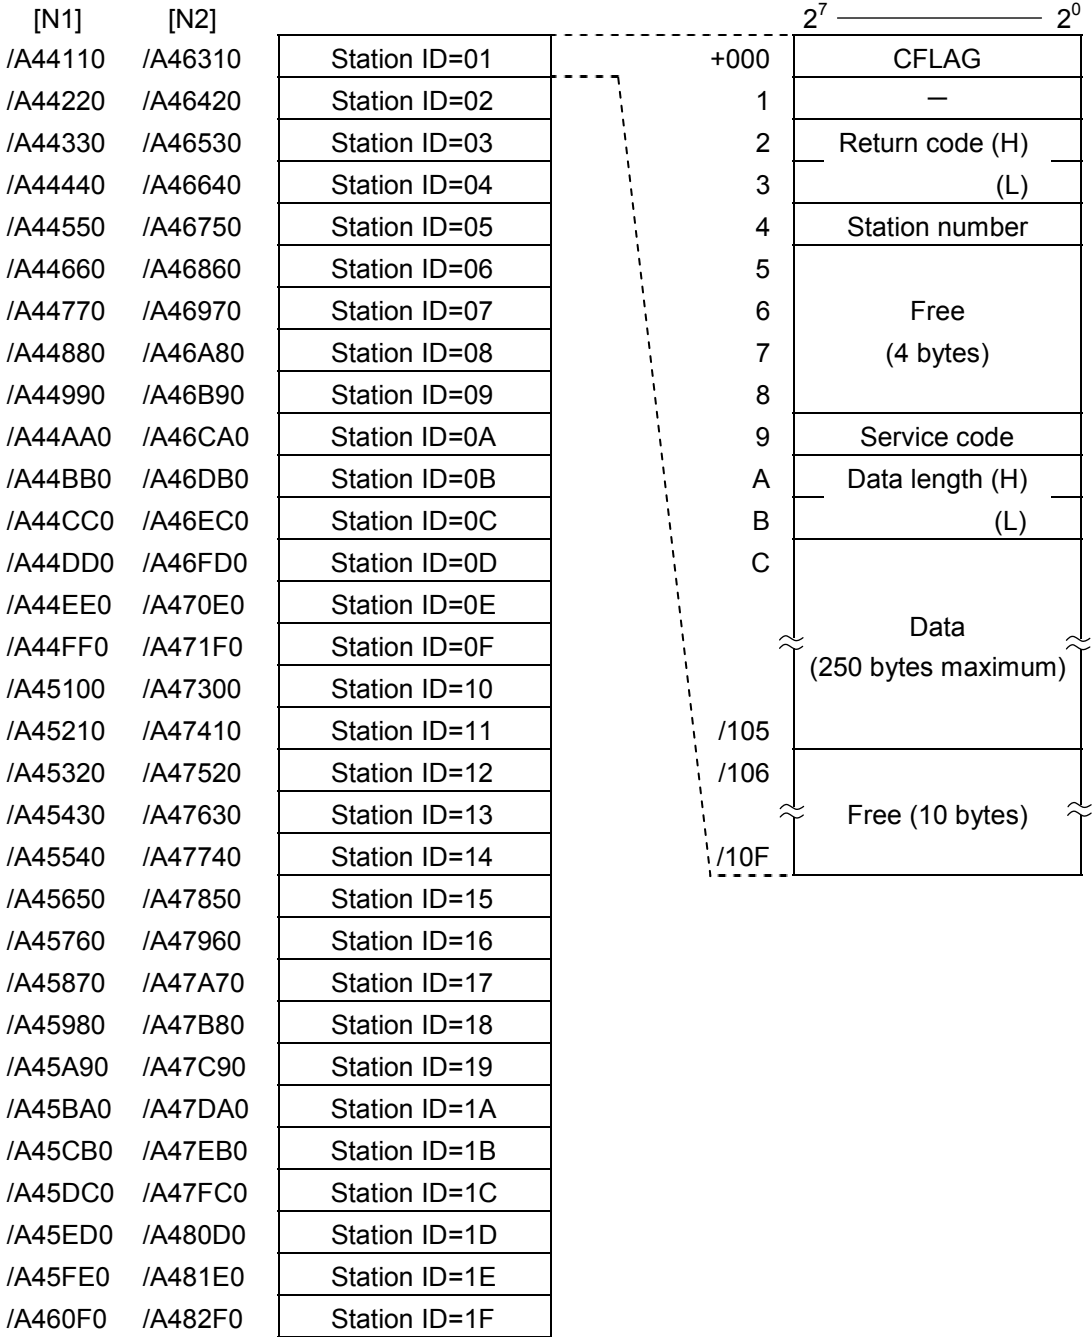 [N1] [N2] 2⁷ 2⁰
/A44110 /A46310 Station ID=01 +000 CFLAG
/A44220 /A46420 Station ID=02 1 －
/A44330 /A46530 Station ID=03 2 Return code (H)
/A44440 /A46640 Station ID=04 3 (L)
/A44550 /A46750 Station ID=05 4 Station number
/A44660 /A46860 Station ID=06 5
/A44770 /A46970 Station ID=07 6 Free
/A44880 /A46A80 Station ID=08 7 (4 bytes)
/A44990 /A46B90 Station ID=09 8
/A44AA0 /A46CA0 Station ID=0A 9 Service code
/A44BB0 /A46DB0 Station ID=0B A Data length (H)
/A44CC0 /A46EC0 Station ID=0C B (L)
/A44DD0 /A46FD0 Station ID=0D C
/A44EE0 /A470E0 Station ID=0E
Data
/A44FF0 /A471F0 Station ID=0F
(250 bytes maximum)
/A45100 /A47300 Station ID=10
/A45210 /A47410 Station ID=11 /105
/A45320 /A47520 Station ID=12 /106
/A45430 /A47630 Station ID=13 Free (10 bytes)
/A45540 /A47740 Station ID=14 /10F
/A45650 /A47850 Station ID=15
/A45760 /A47960 Station ID=16
/A45870 /A47A70 Station ID=17
/A45980 /A47B80 Station ID=18
/A45A90 /A47C90 Station ID=19
/A45BA0 /A47DA0 Station ID=1A
/A45CB0 /A47EB0 Station ID=1B
/A45DC0 /A47FC0 Station ID=1C
/A45ED0 /A480D0 Station ID=1D
/A45FE0 /A481E0 Station ID=1E
/A460F0 /A482F0 Station ID=1F